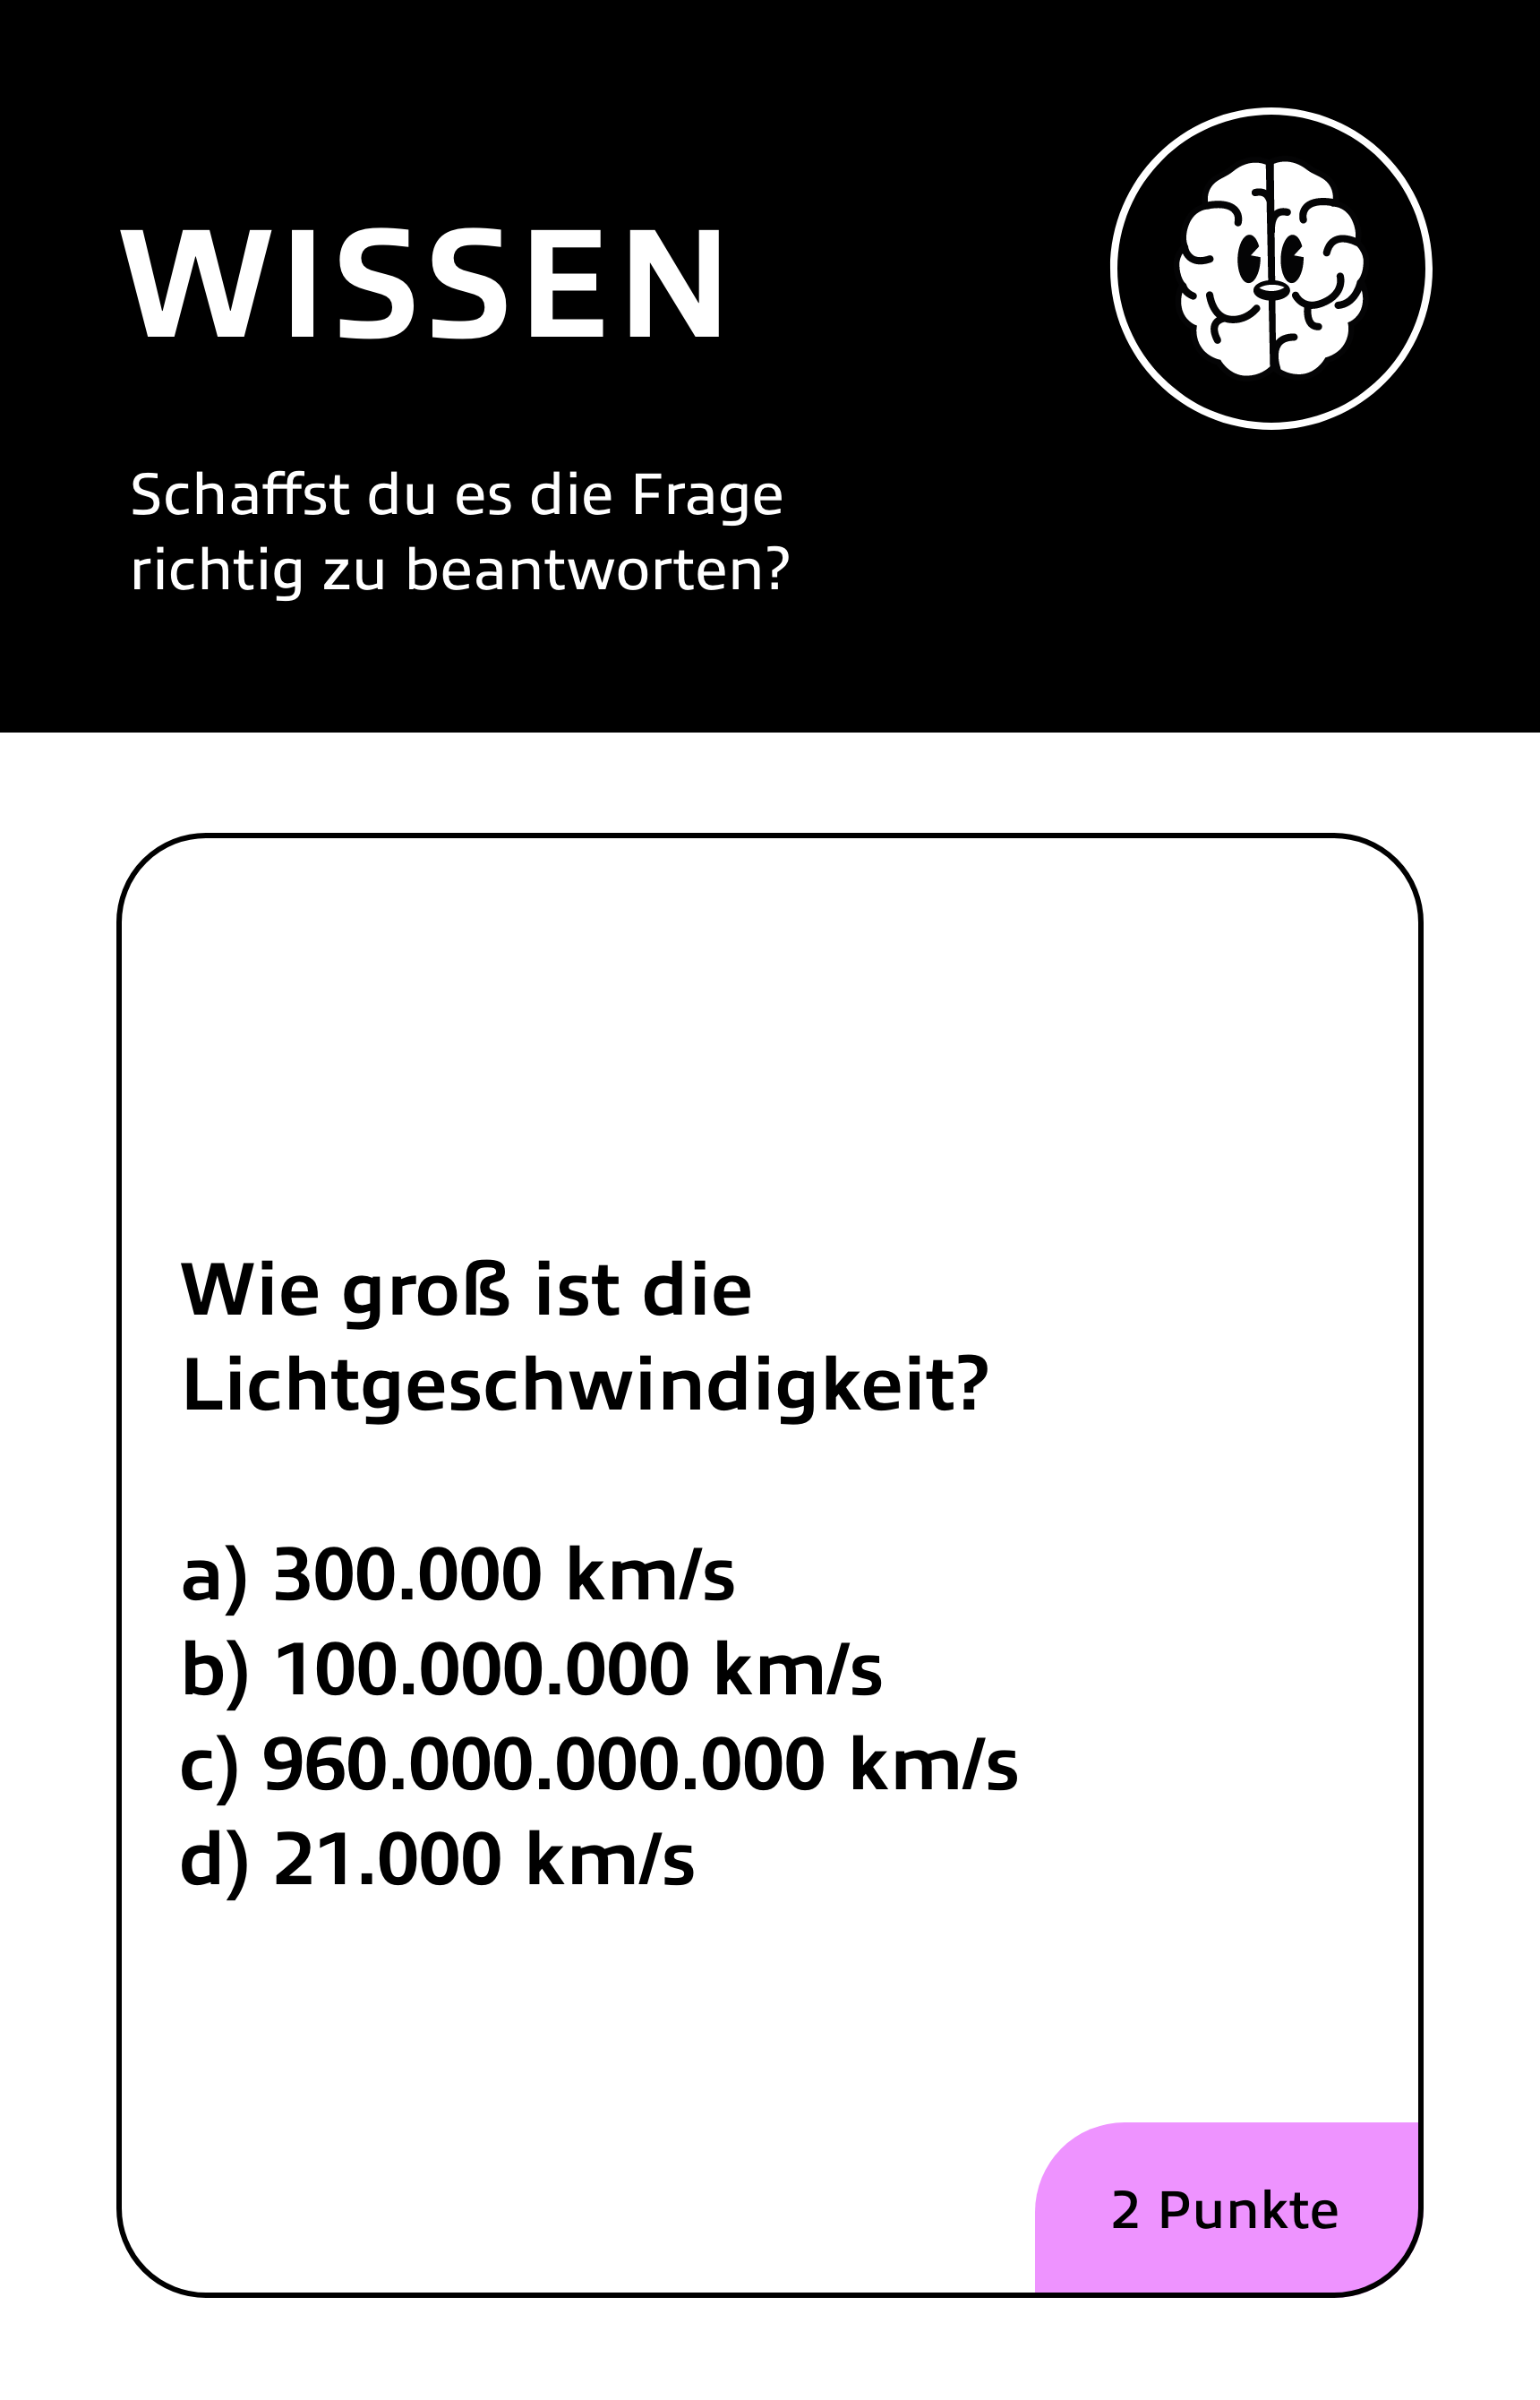 WISSEN
Schaffst du es die Frage
richtig zu beantworten?
Wie groß ist die
Lichtgeschwindigkeit?
a) 300.000 km/s
b) 100.000.000 km/s
c) 960.000.000.000 km/s
d) 21.000 km/s
2 Punkte